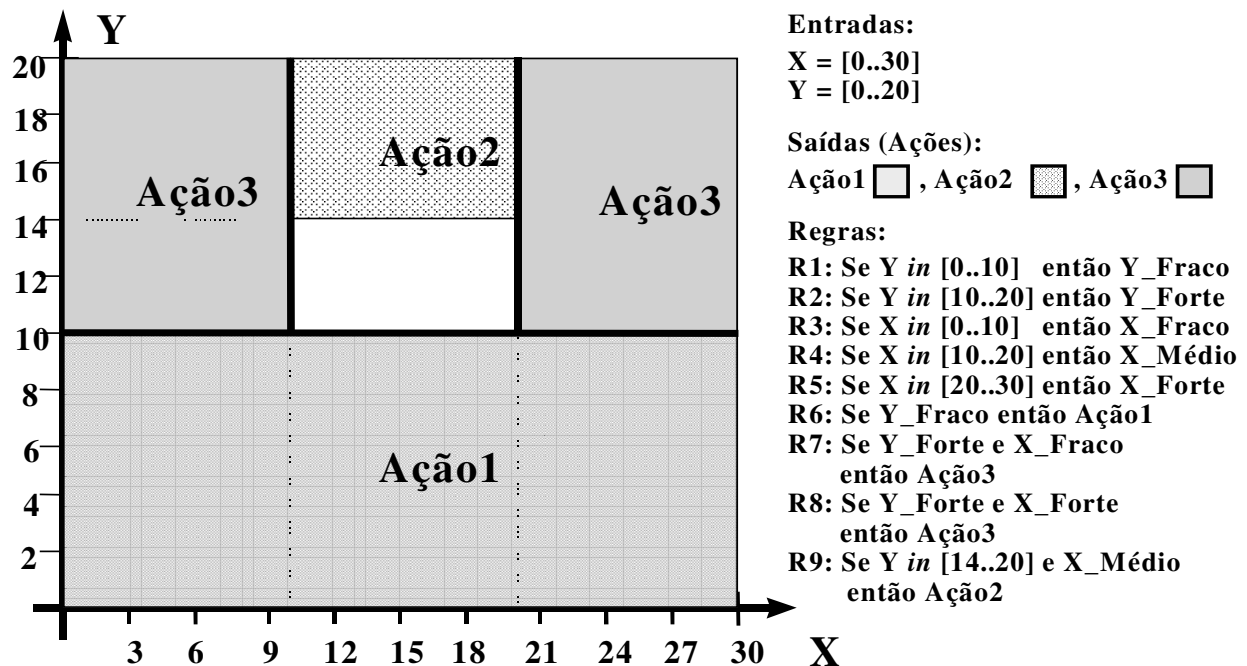 Y
20
18
16
14
12
10
8
6
4
2
Ação2
Ação3
Ação3
Ação1
3 6 9 12 15 18 21 24 27 30
X
Entradas:
X = [0..30]
Y = [0..20]
Saídas (Ações):
Ação1 , Ação2 , Ação3
Regras:
R1: Se Y in [0..10] então Y_Fraco
R2: Se Y in [10..20] então Y_Forte
R3: Se X in [0..10] então X_Fraco
R4: Se X in [10..20] então X_Médio
R5: Se X in [20..30] então X_Forte
R6: Se Y_Fraco então Ação1
R7: Se Y_Forte e X_Fraco
então Ação3
R8: Se Y_Forte e X_Forte
então Ação3
R9: Se Y in [14..20] e X_Médio
então Ação2